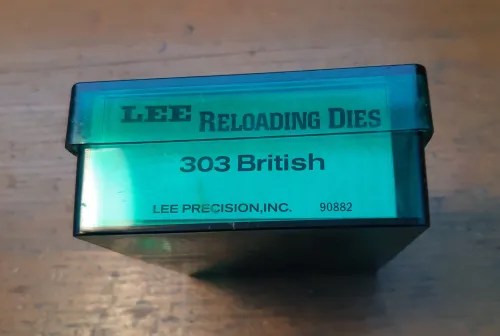 LEE RELOADING DIES
303 British
LEE PRECISION,INC. 90882